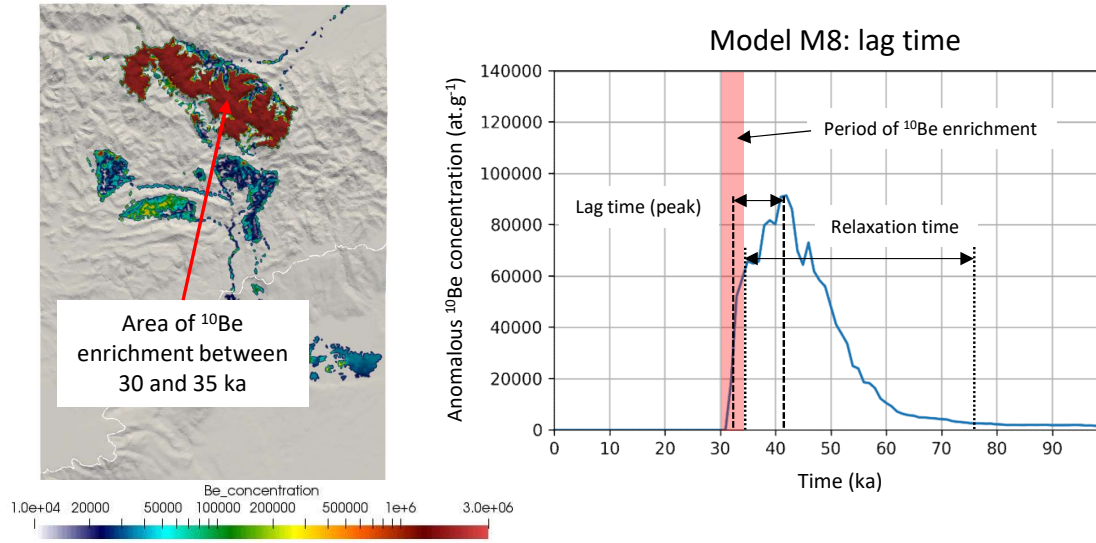 Area of ¹⁰Be
enrichment between
30 and 35 ka
Be_concentration
1.0e+04 20000 50000 100000 200000 500000 1e+6 3.0e+06
Model M8: lag time
Anomalous ¹⁰Be concentration (at.g⁻¹)
140000
120000
100000
80000
60000
40000
20000
0
Period of ¹⁰Be enrichment
Lag time (peak)
Relaxation time
0 10 20 30 40 50 60 70 80 90
Time (ka)